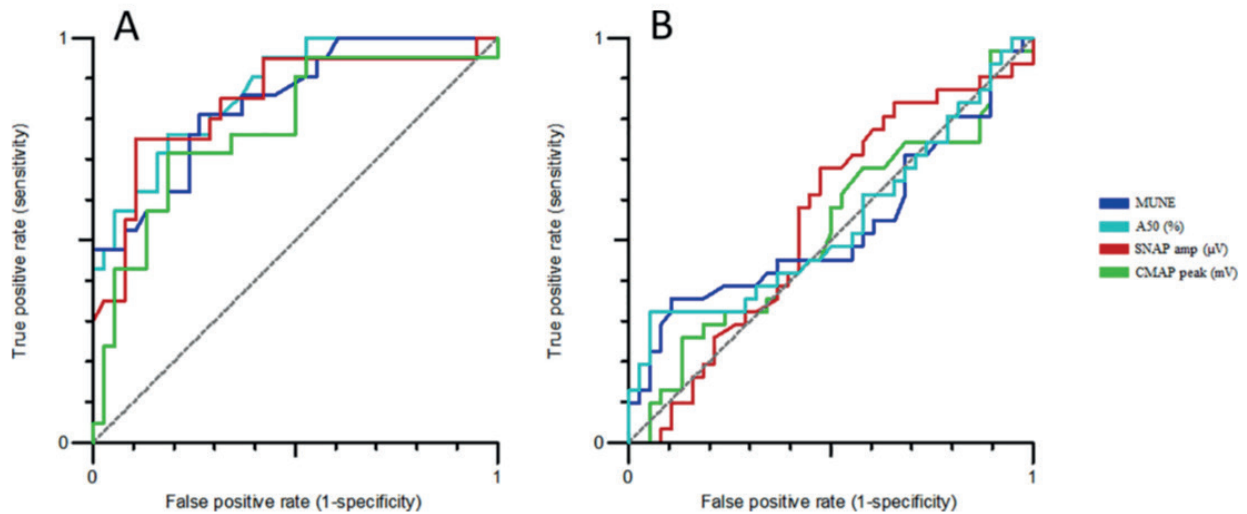 A
B
1
1
True positive rate (sensitivity)
True positive rate (sensitivity)
MUNE
A50 (%)
SNAP amp (µV)
CMAP peak (mV)
0
0
0
1
0
1
False positive rate (1-specificity)
False positive rate (1-specificity)